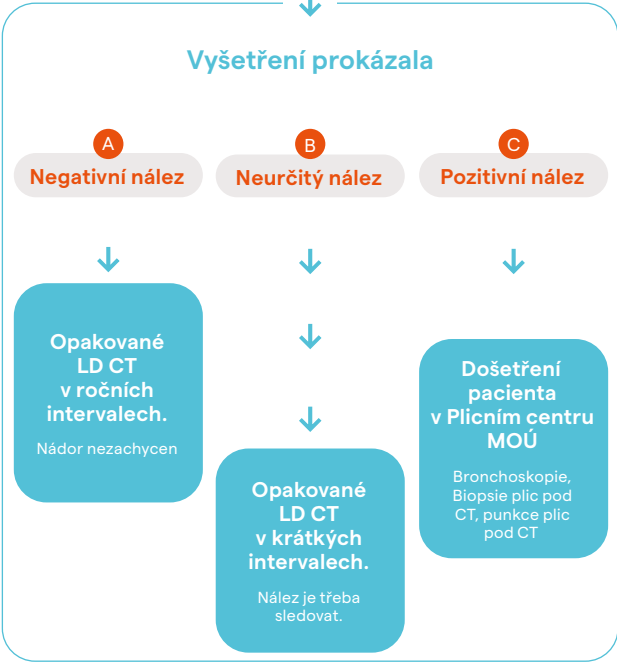 Vyšetření prokázala
A
Negativní nález
Opakované
LD CT
v ročních
intervalech.
Nádor nezachycen
B
Neurčitý nález
Opakované
LD CT
v krátkých
intervalech.
Nález je třeba
sledovat.
C
Pozitivní nález
Došetření
pacienta
v Plicním centru
MOÚ
Bronchoskopie,
Biopsie plic pod
CT, punkce plic
pod CT